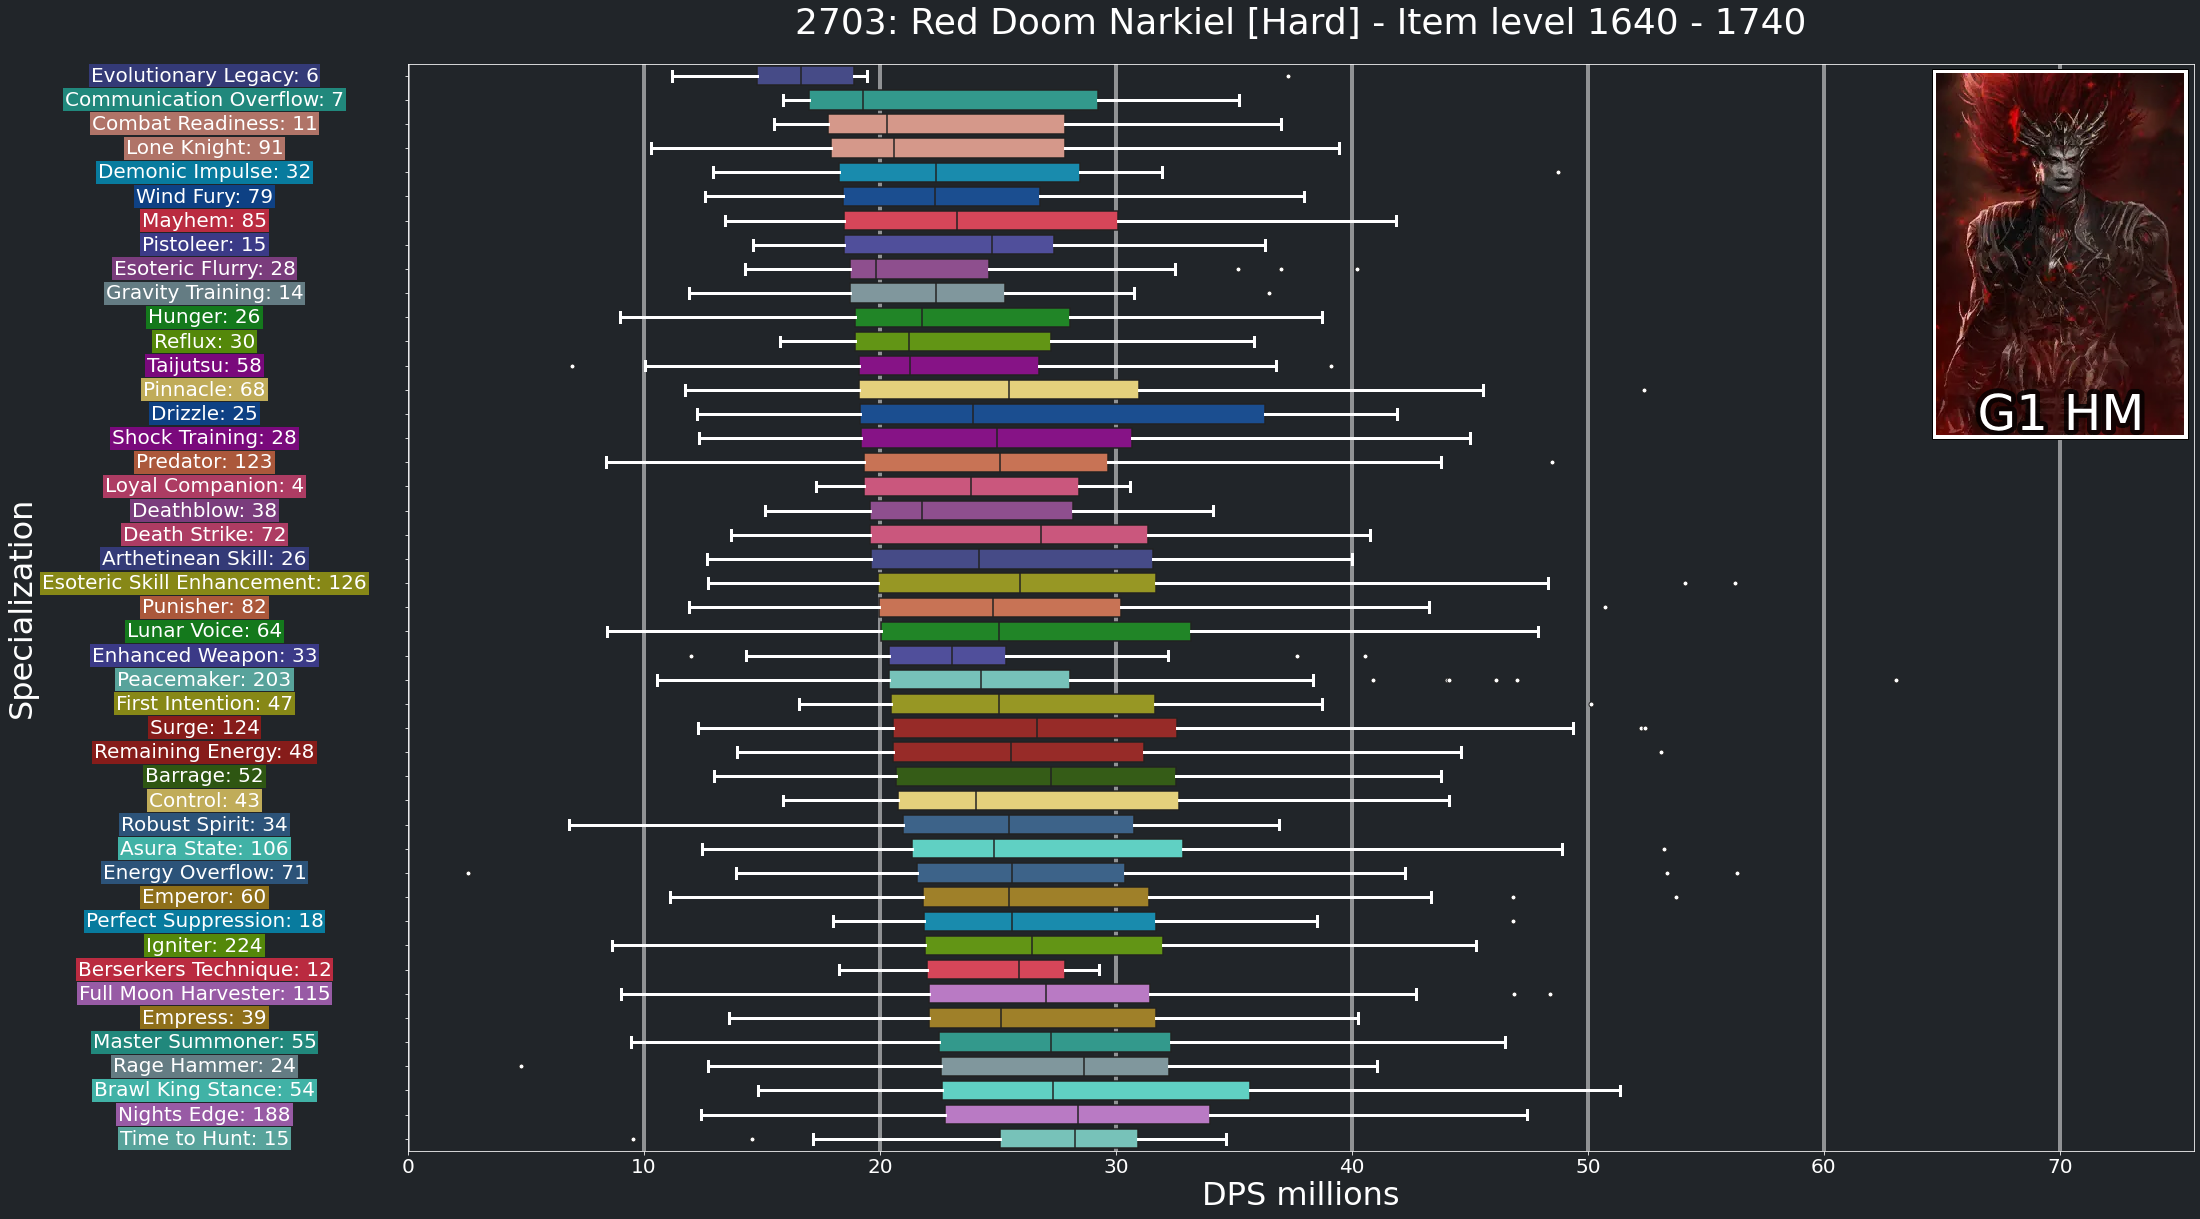 2703: Red Doom Narkiel [Hard] - Item level 1640 - 1740
Evolutionary Legacy: 6
Communication Overflow: 7
Combat Readiness: 11
Lone Knight: 91
Demonic Impulse: 32
Wind Fury: 79
Mayhem: 85
Pistoleer: 15
Esoteric Flurry: 28
Gravity Training: 14
Hunger: 26
Reflux: 30
Taijutsu: 58
Pinnacle: 68
Drizzle: 25
Shock Training: 28
Predator: 123
Loyal Companion: 4
Deathblow: 38
Death Strike: 72
Arthetinean Skill: 26
Esoteric Skill Enhancement: 126
Punisher: 82
Lunar Voice: 64
Enhanced Weapon: 33
Peacemaker: 203
First Intention: 47
Surge: 124
Remaining Energy: 48
Barrage: 52
Control: 43
Robust Spirit: 34
Asura State: 106
Energy Overflow: 71
Emperor: 60
Perfect Suppression: 18
Igniter: 224
Berserkers Technique: 12
Full Moon Harvester: 115
Empress: 39
Master Summoner: 55
Rage Hammer: 24
Brawl King Stance: 54
Nights Edge: 188
Time to Hunt: 15
Specialization
G1 HM
0 10 20 30 40 50 60 70
DPS millions